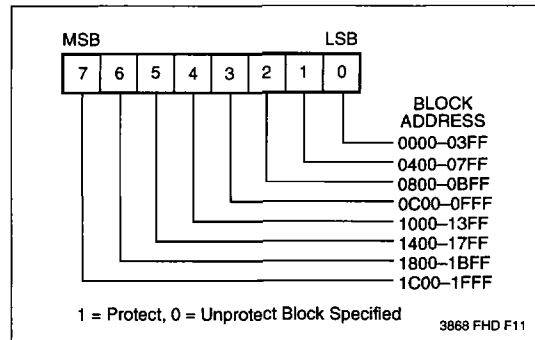 MSB LSB
7 6 5 4 3 2 1 0
BLOCK
ADDRESS
0000–03FF
0400–07FF
0800–0BFF
0C00–0FFF
1000–13FF
1400–17FF
1800–1BFF
1C00–1FFF
1 = Protect, 0 = Unprotect Block Specified
3868 FHD F11